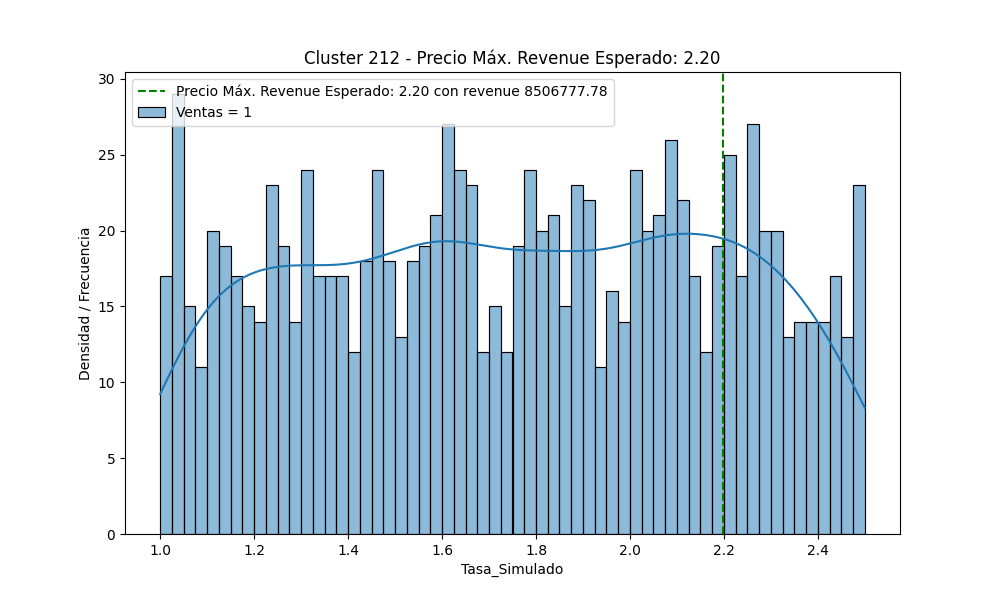 Cluster 212 - Precio Máx. Revenue Esperado: 2.20
Precio Máx. Revenue Esperado: 2.20 con revenue 8506777.78
Ventas = 1
Densidad / Frecuencia
30
25
20
15
10
5
0
1.0 1.2 1.4 1.6 1.8 2.0 2.2 2.4
Tasa_Simulado